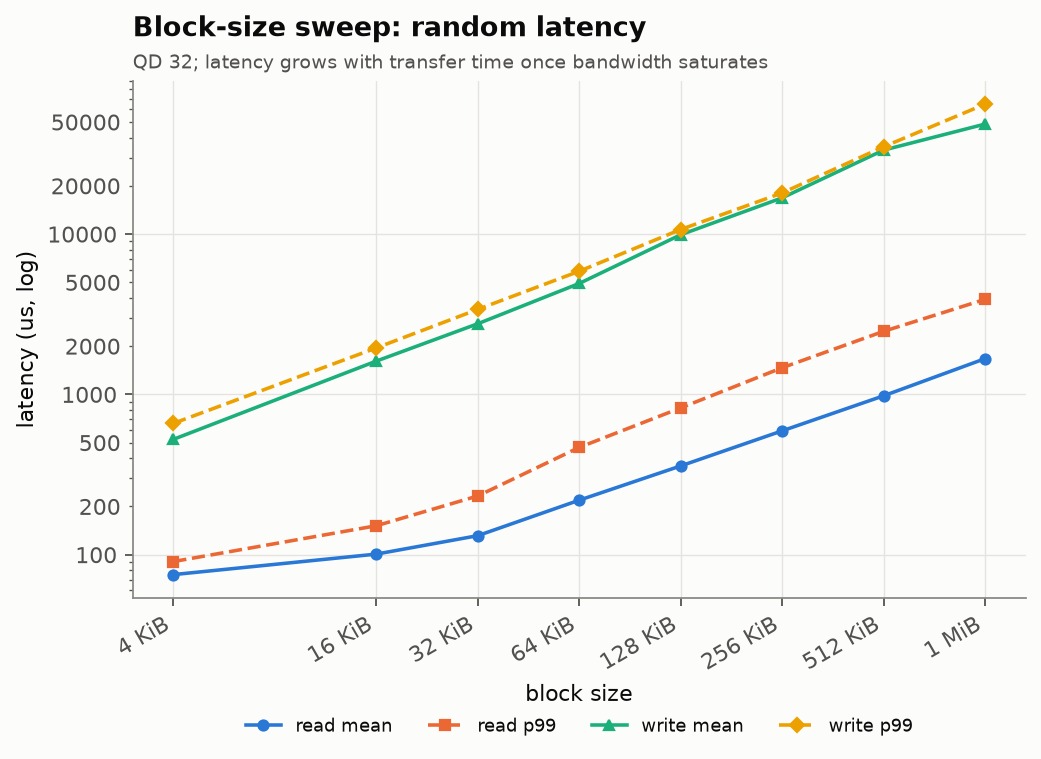 Block-size sweep: random latency
QD 32; latency grows with transfer time once bandwidth saturates
latency (us, log)
50000
20000
10000
5000
2000
1000
500
200
100
4 KiB
16 KiB
32 KiB
64 KiB
128 KiB
256 KiB
512 KiB
1 MiB
block size
read mean
read p99
write mean
write p99